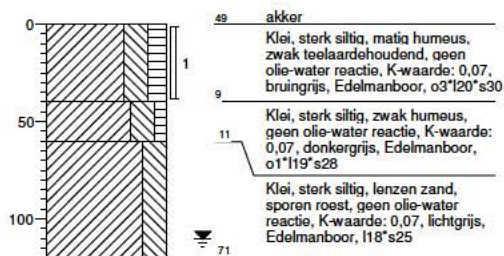 0
49 akker
Klei, sterk siltig, matig humeus,
zwak teelaardehoudend, geen
olie-water reactie, K-waarde: 0,07,
bruingrijs, Edelmanboor, o3*l20*s30
1
9
Klei, sterk siltig, zwak humeus,
geen olie-water reactie, K-waarde:
0,07, donkergrijs, Edelmanboor,
o1*l19*s28
50
11
Klei, sterk siltig, lenzen zand,
sporen roest, geen olie-water
reactie, K-waarde: 0,07, lichtgrijs,
Edelmanboor, l18*s25
100
71